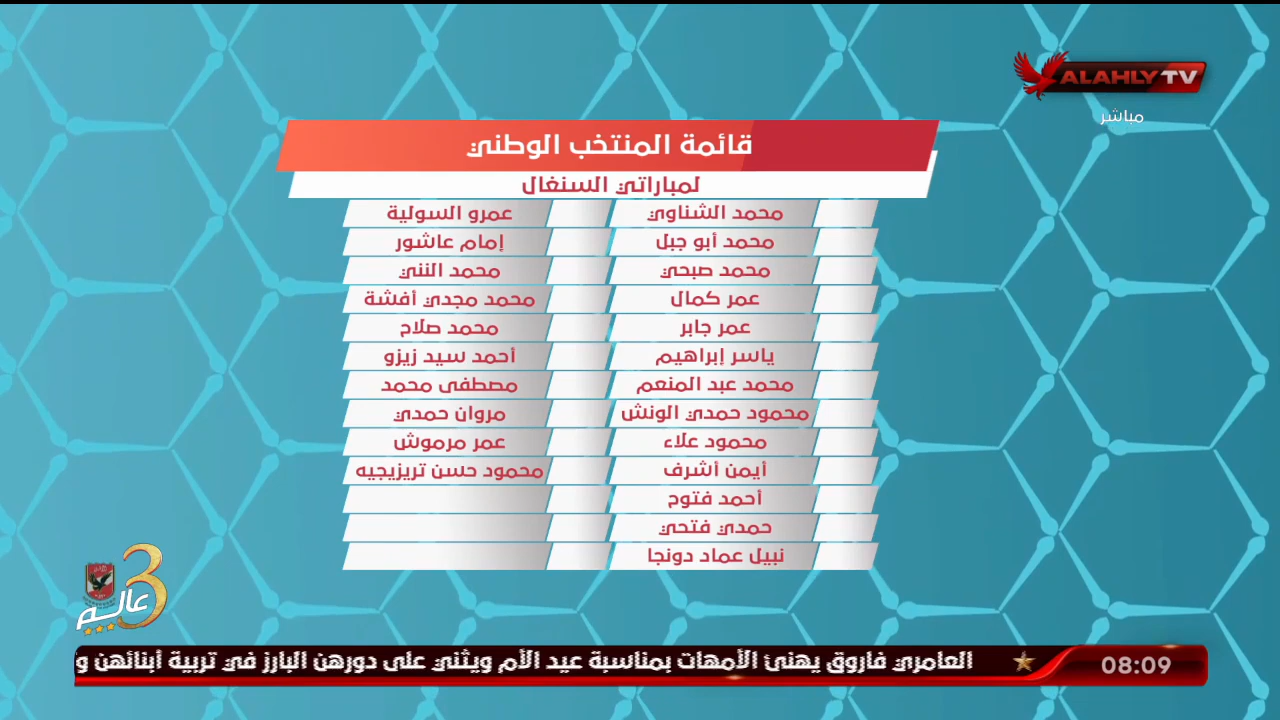 ALAHLY TV
مباشر
قائمة المنتخب الوطني
لمباراتي السنغال
محمد الشناوي
محمد أبو جبل
محمد صبحي
عمر كمال
عمر جابر
ياسر إبراهيم
محمد عبد المنعم
محمود حمدي الونش
محمود علاء
أيمن أشرف
أحمد فتوح
حمدي فتحي
نبيل عماد دونجا
عمرو السولية
إمام عاشور
محمد النني
محمد مجدي أفشة
محمد صلاح
أحمد سيد زيزو
مصطفى محمد
مروان حمدي
عمر مرموش
محمود حسن تريزيجيه
3
عالم
08:09
العامري فاروق يهنئ الأمهات بمناسبة عيد الأم ويثني على دورهن البارز في تربية أبنائهن و